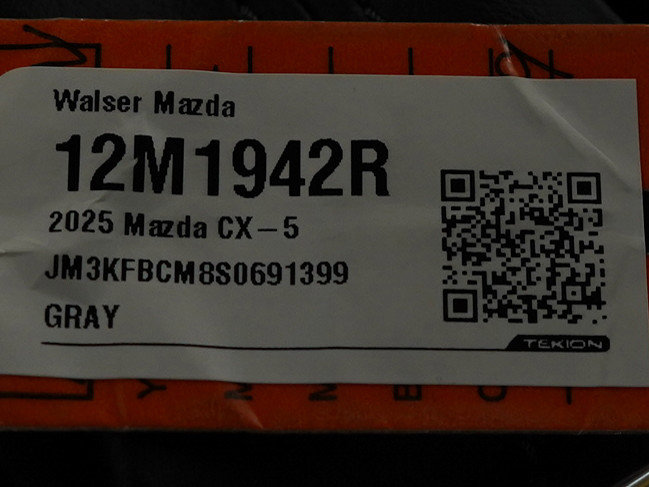 Walser Mazda
12M1942R
2025 Mazda CX-5
JM3KFBCM8S0691399
GRAY
TEKION